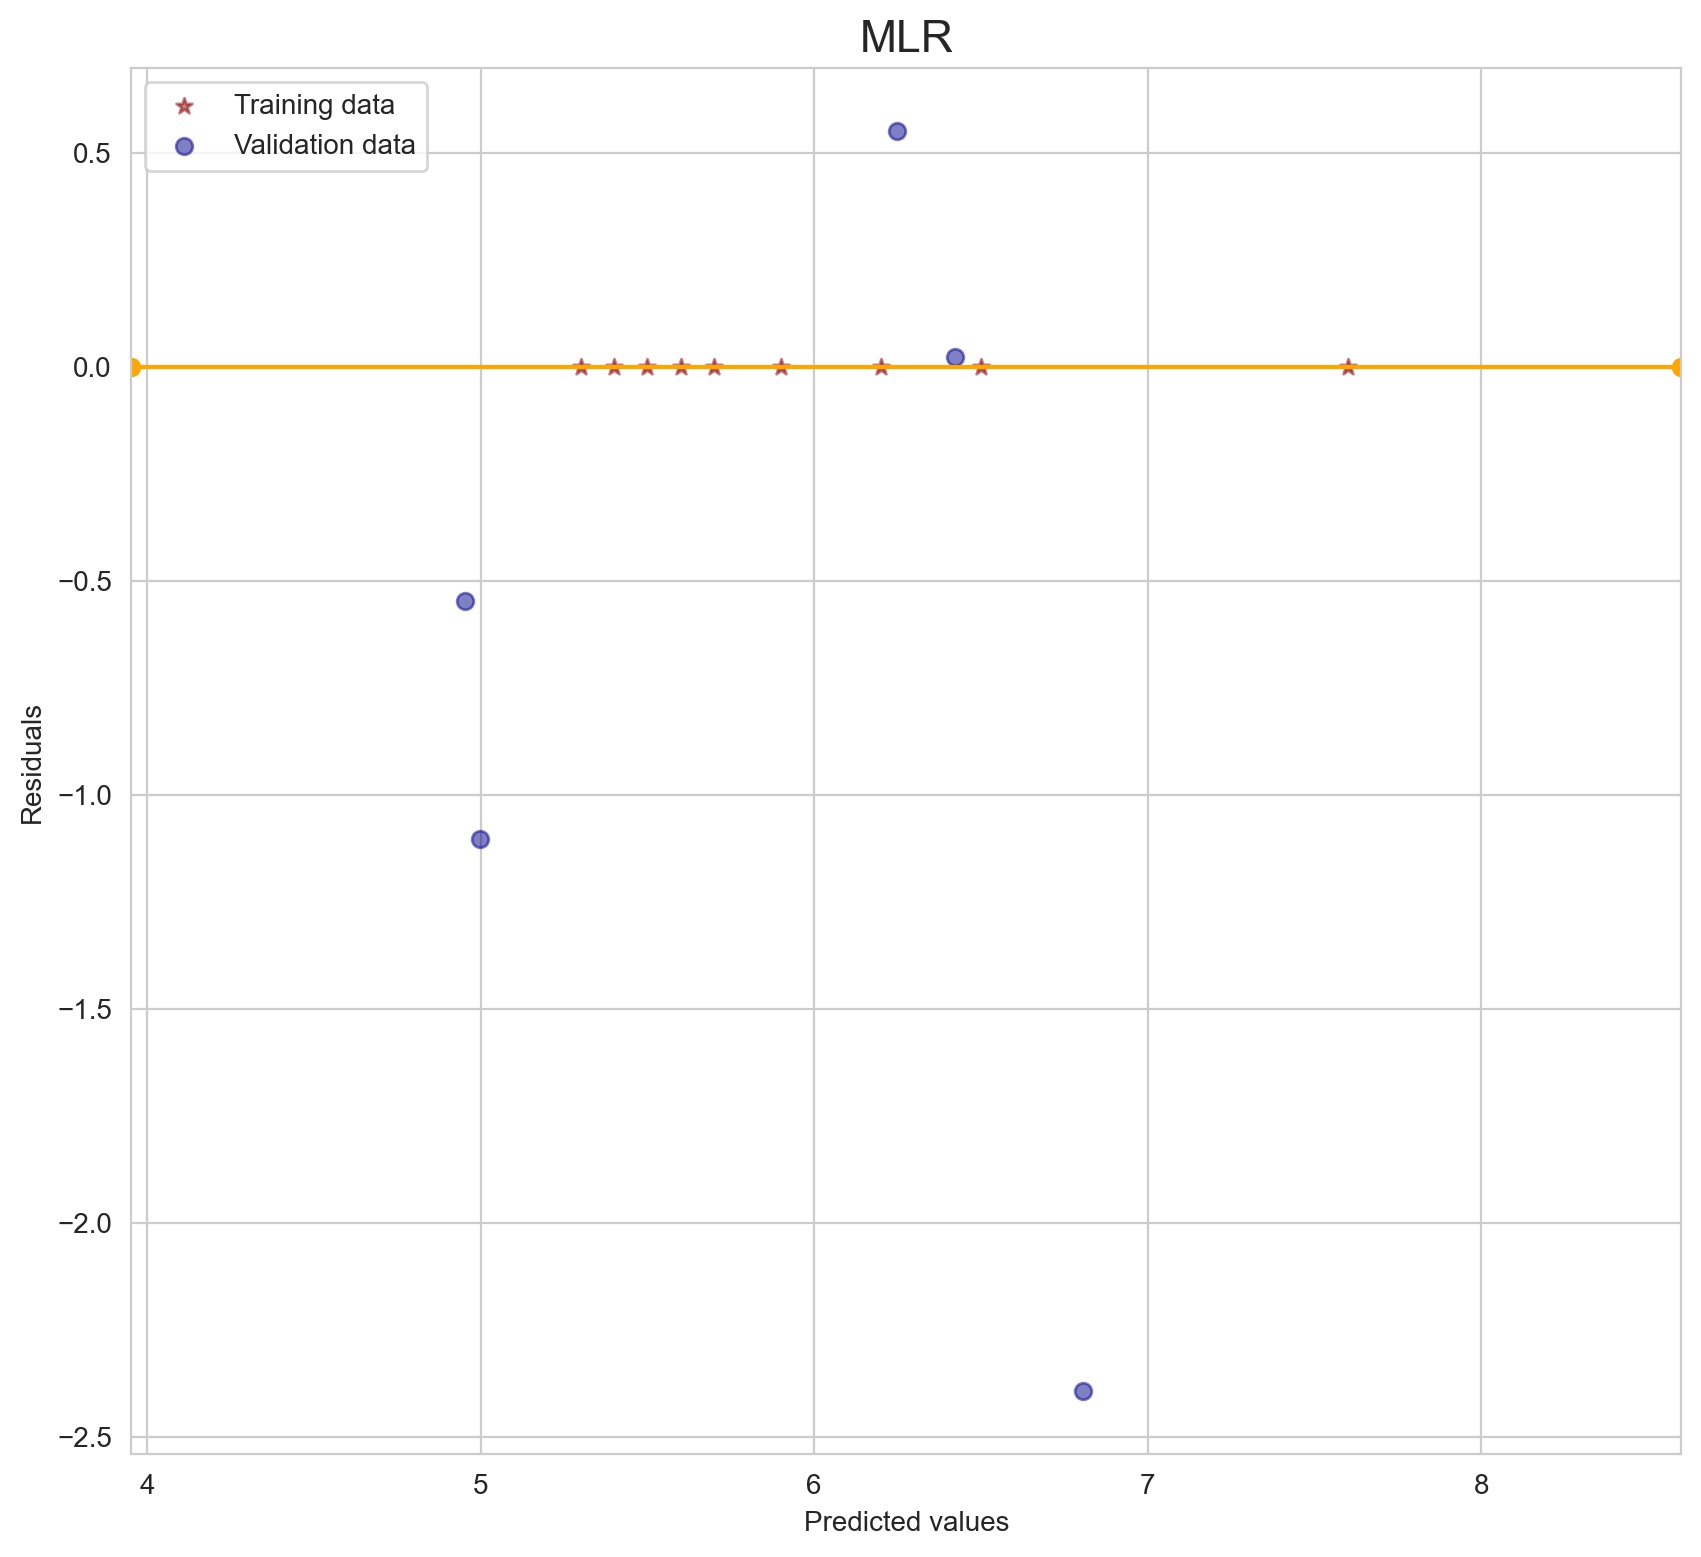 MLR
Training data
Validation data
0.5
0.0
−0.5
−1.0
−1.5
−2.0
−2.5
Residuals
4 5 6 7 8
Predicted values